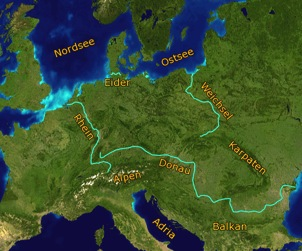 Nordsee
Ostsee
Eider
Weichsel
Rhein
Karpaten
Donau
Alpen
Adria
Balkan